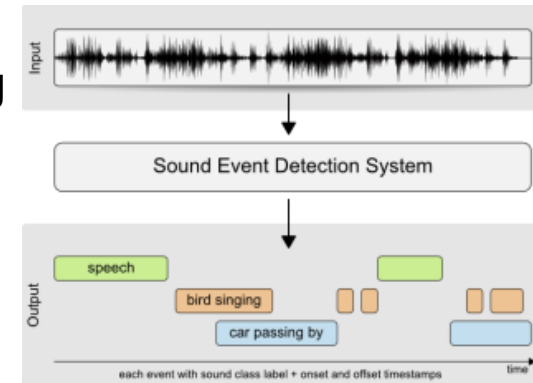 g
Input
Sound Event Detection System
Output
speech
bird singing
car passing by
each event with sound class label + onset and offset timestamps
time